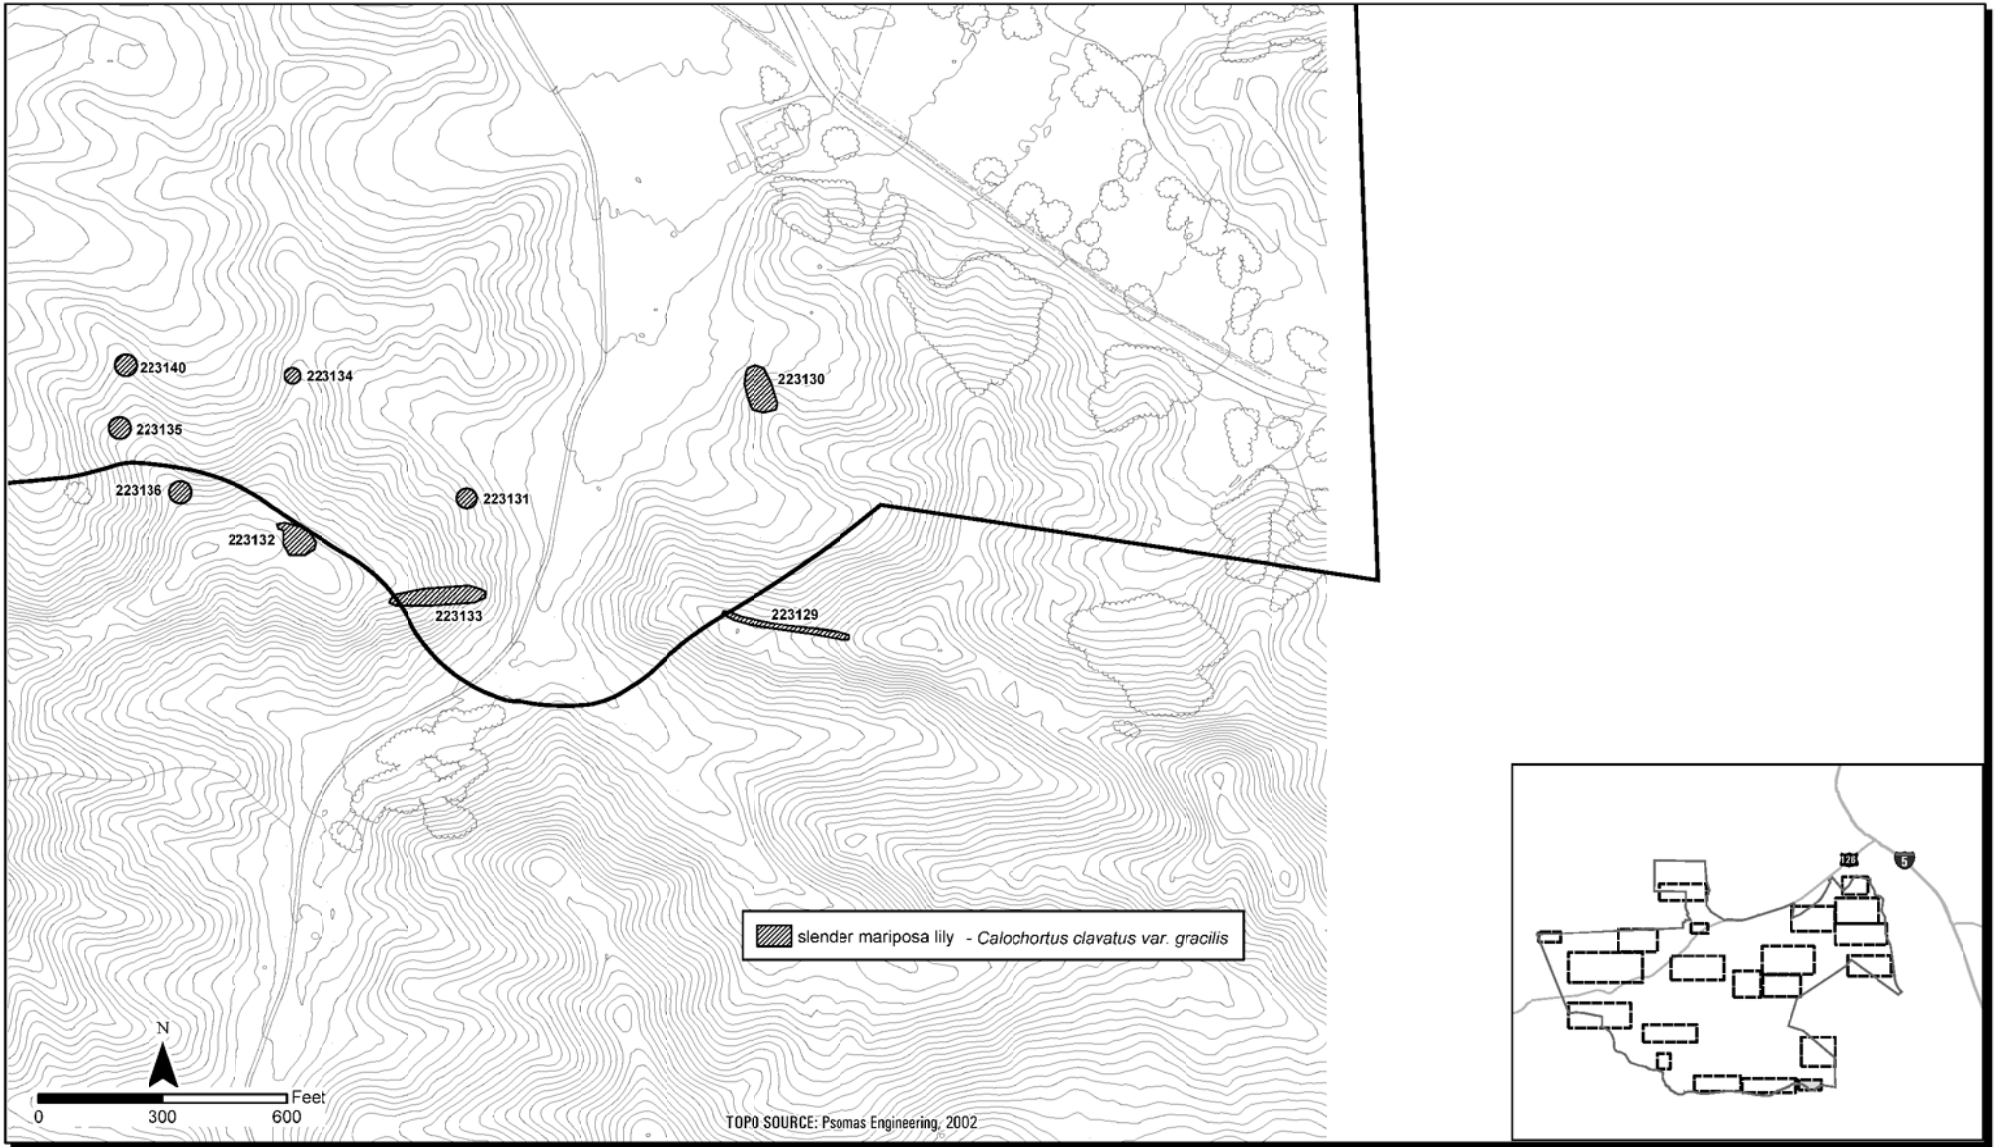 223140
223134
223130
223135
223136
223131
223132
223133
223129
slender mariposa lily - Calochortus clavatus var. gracilis
N
Feet
0 300 600
TOPO SOURCE: Psomas Engineering, 2002
126
5